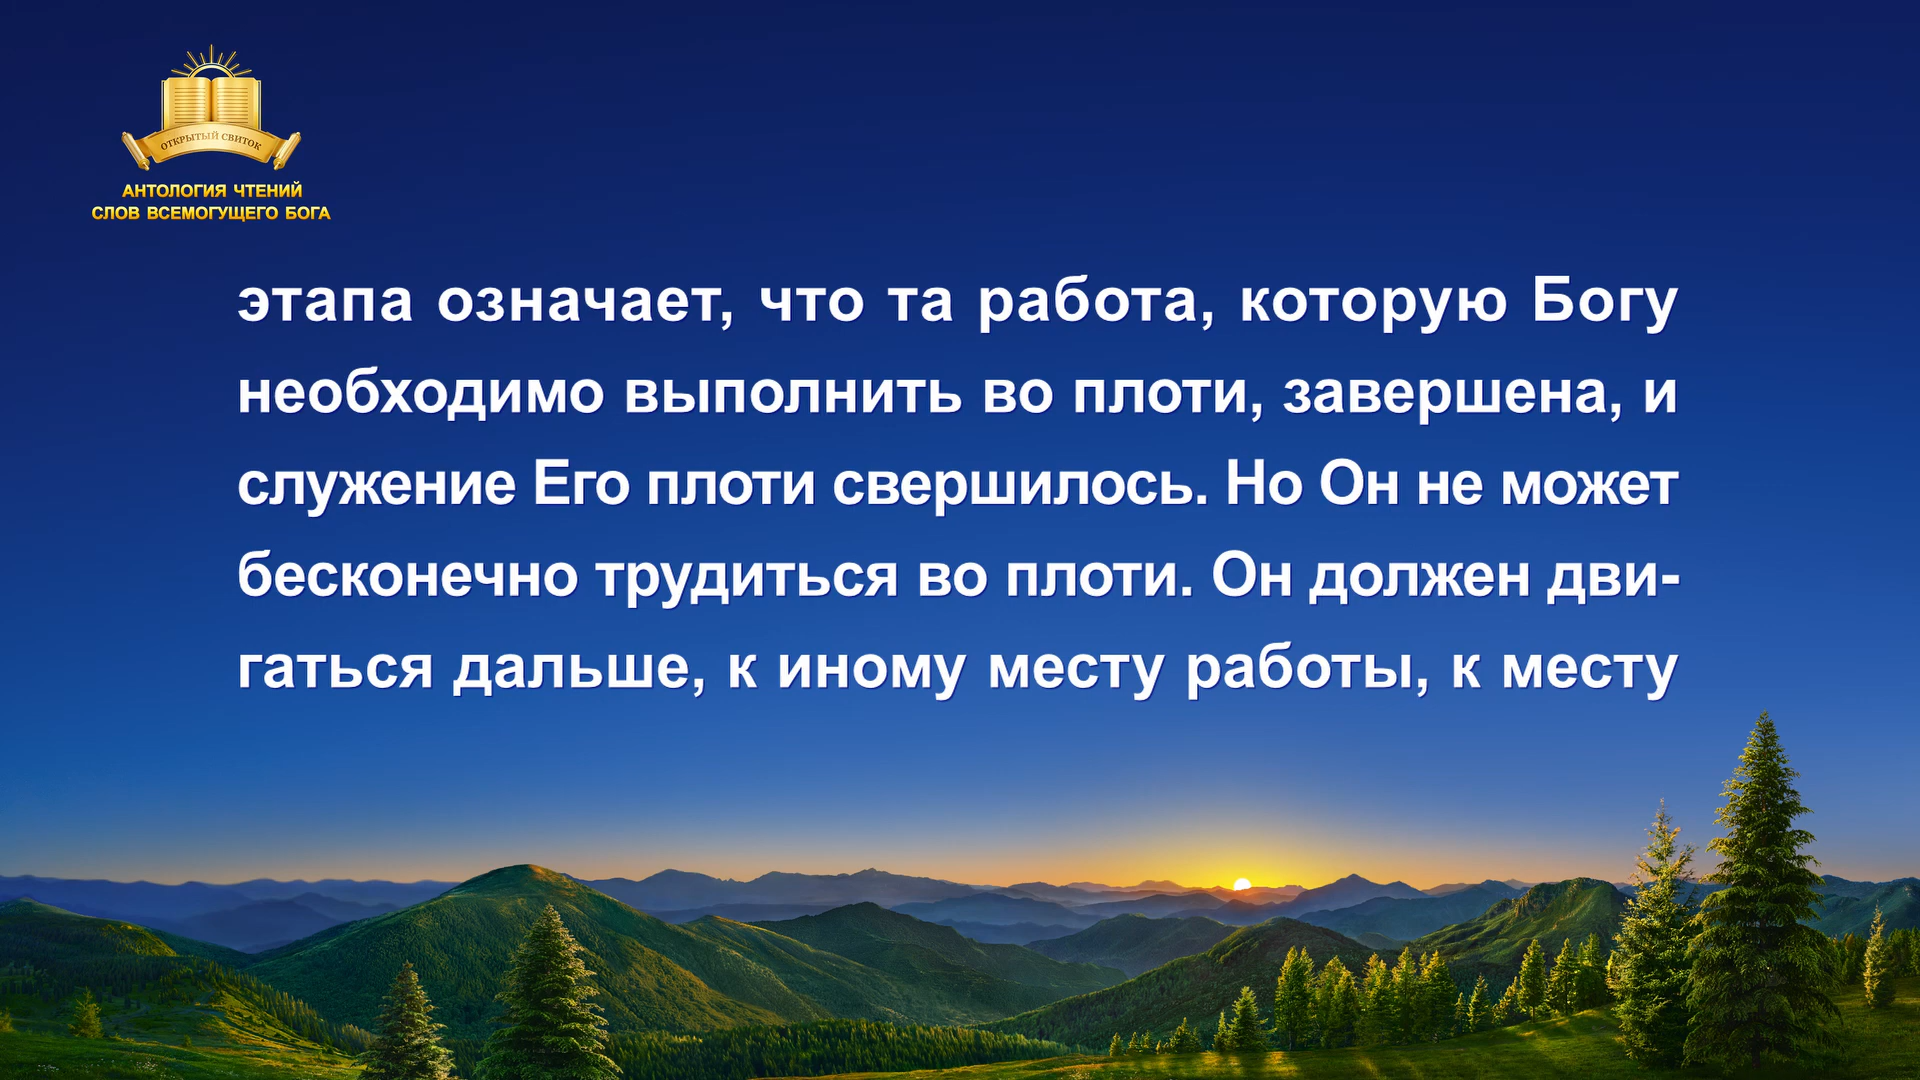 ОТКРЫТЫЙ СВИТОК
АНТОЛОГИЯ ЧТЕНИЙ
СЛОВ ВСЕМОГУЩЕГО БОГА
этапа означает, что та работа, которую Богу
необходимо выполнить во плоти, завершена, и
служение Его плоти свершилось. Но Он не может
бесконечно трудиться во плоти. Он должен дви-
гаться дальше, к иному месту работы, к месту